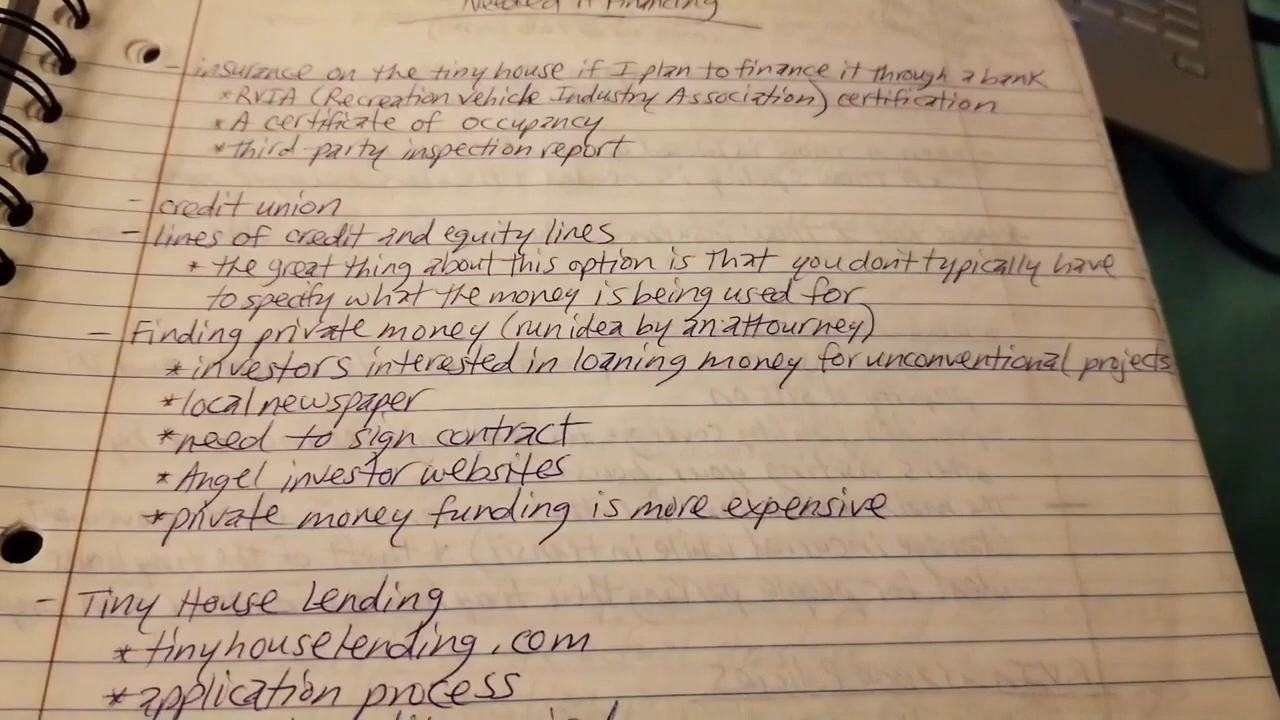 Needed if Financing
- insurance on the tiny house if I plan to finance it through a bank
*RVIA (Recreation Vehicle Industry Association) certification
* A certificate of occupancy
* third party inspection report
- credit union
- lines of credit and equity lines
* the great thing about this option is that you don't typically have
to specify what the money is being used for
- Finding private money (run idea by an attourney)
* investors interested in loaning money for unconventional projects
*local newspaper
*need to sign contract
* Angel investor websites
*private money funding is more expensive
- Tiny House Lending
*tinyhouselending.com
*application process